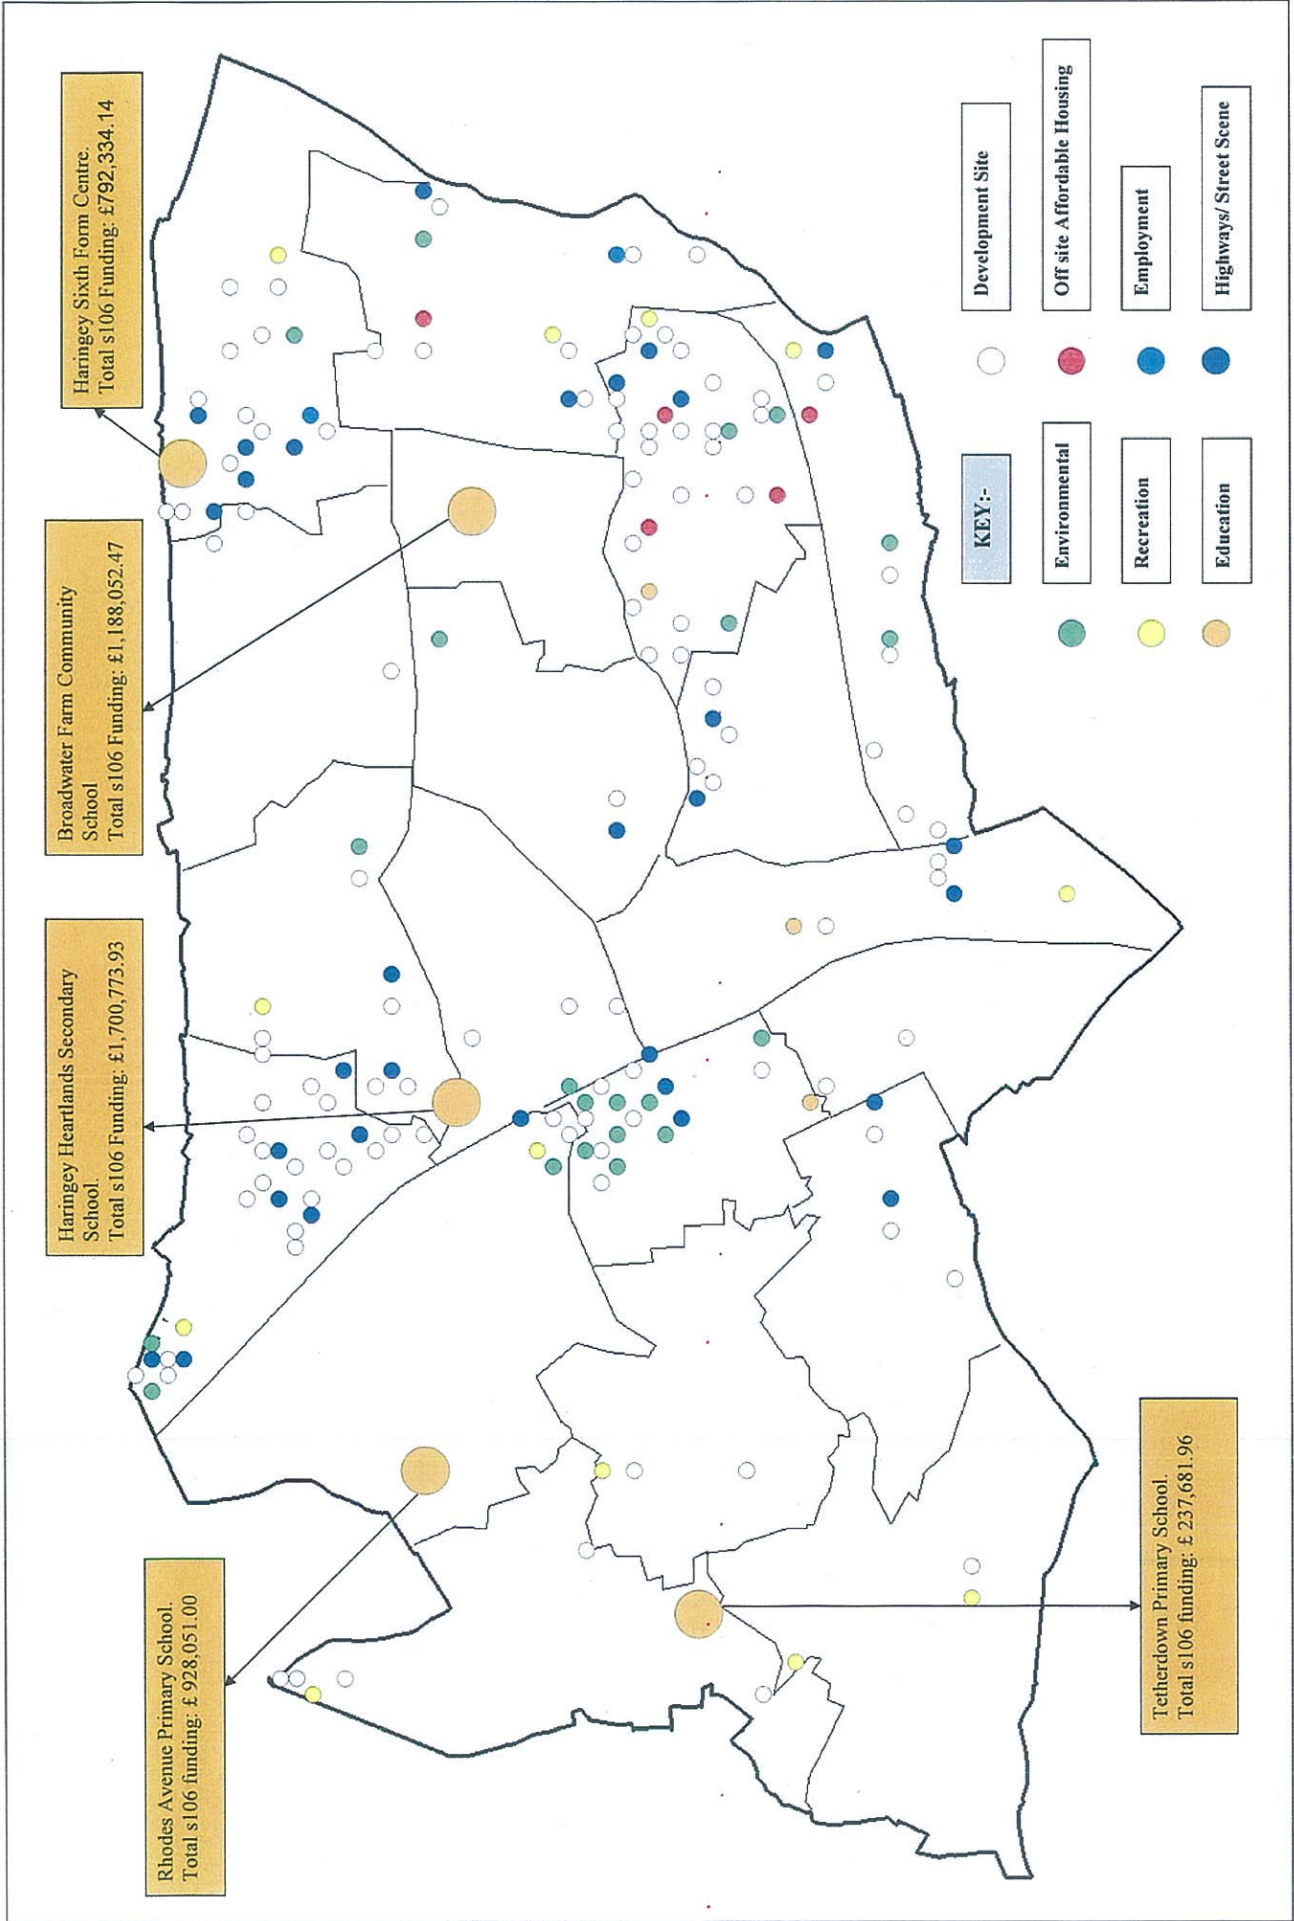 Rhodes Avenue Primary School.
Total s106 funding: £ 928,051.00
Haringey Heartlands Secondary
School.
Total s106 Funding: £1,700,773.93
Broadwater Farm Community
School
Total s106 Funding: £1,188,052.47
Haringey Sixth Form Centre.
Total s106 Funding: £792,334.14
Tetherdown Primary School.
Total s106 funding: £ 237,681.96
KEY:-
Development Site
Environmental
Off site Affordable Housing
Recreation
Employment
Education
Highways/ Street Scene